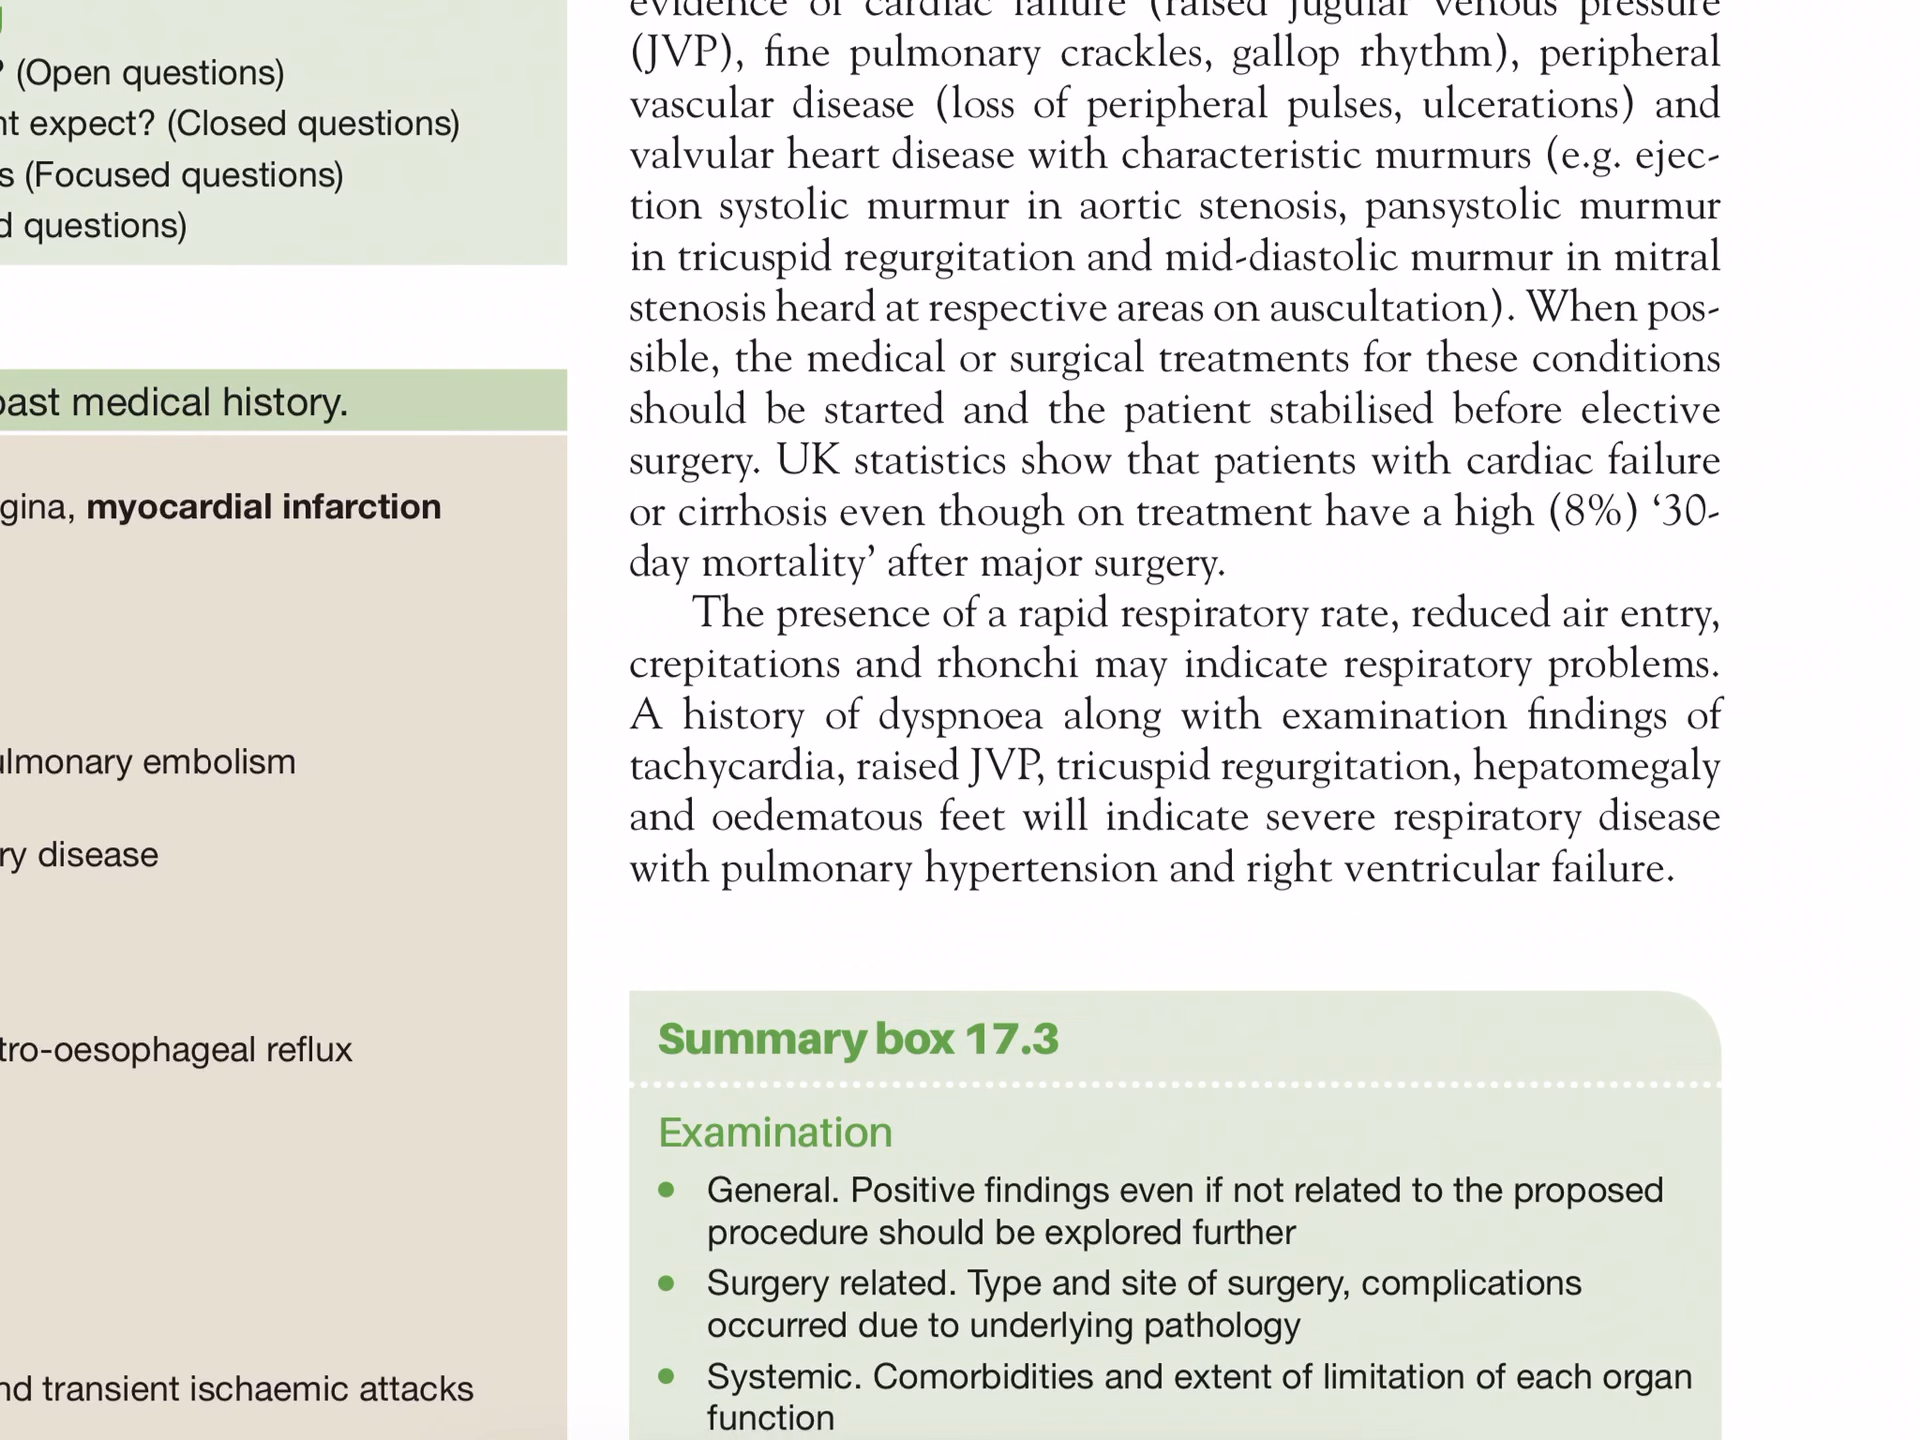 ? (Open questions)
nt expect? (Closed questions)
s (Focused questions)
d questions)
past medical history.
gina, myocardial infarction
ulmonary embolism
ry disease
tro-oesophageal reflux
nd transient ischaemic attacks
evidence of cardiac failure (raised jugular venous pressure
(JVP), fine pulmonary crackles, gallop rhythm), peripheral
vascular disease (loss of peripheral pulses, ulcerations) and
valvular heart disease with characteristic murmurs (e.g. ejec-
tion systolic murmur in aortic stenosis, pansystolic murmur
in tricuspid regurgitation and mid-diastolic murmur in mitral
stenosis heard at respective areas on auscultation). When pos-
sible, the medical or surgical treatments for these conditions
should be started and the patient stabilised before elective
surgery. UK statistics show that patients with cardiac failure
or cirrhosis even though on treatment have a high (8%) ‘30-
day mortality’ after major surgery.
The presence of a rapid respiratory rate, reduced air entry,
crepitations and rhonchi may indicate respiratory problems.
A history of dyspnoea along with examination findings of
tachycardia, raised JVP, tricuspid regurgitation, hepatomegaly
and oedematous feet will indicate severe respiratory disease
with pulmonary hypertension and right ventricular failure.
Summary box 17.3
Examination
● General. Positive findings even if not related to the proposed
procedure should be explored further
● Surgery related. Type and site of surgery, complications
occurred due to underlying pathology
● Systemic. Comorbidities and extent of limitation of each organ
function